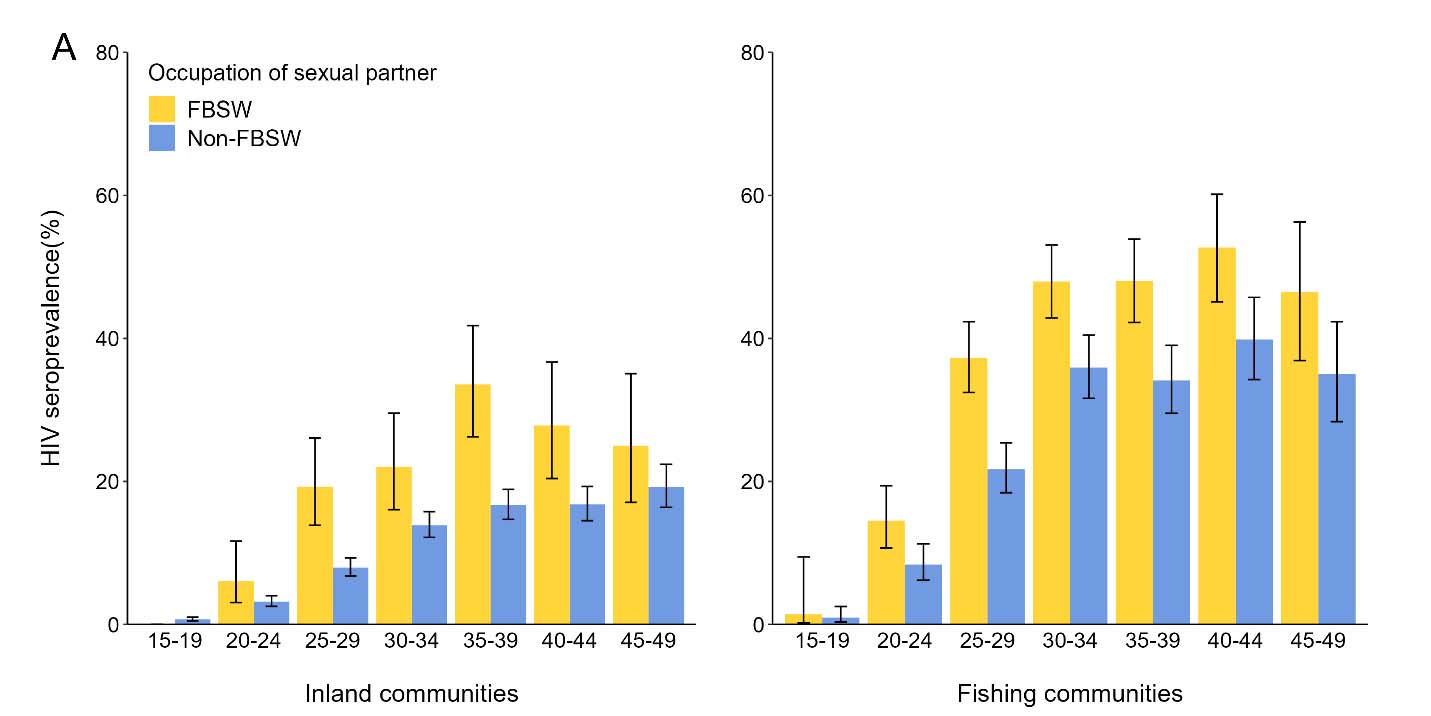 A
80
60
40
20
0
HIV seroprevalence(%)
Occupation of sexual partner
FBSW
Non-FBSW
15-19 20-24 25-29 30-34 35-39 40-44 45-49
Inland communities
80
60
40
20
0
15-19 20-24 25-29 30-34 35-39 40-44 45-49
Fishing communities